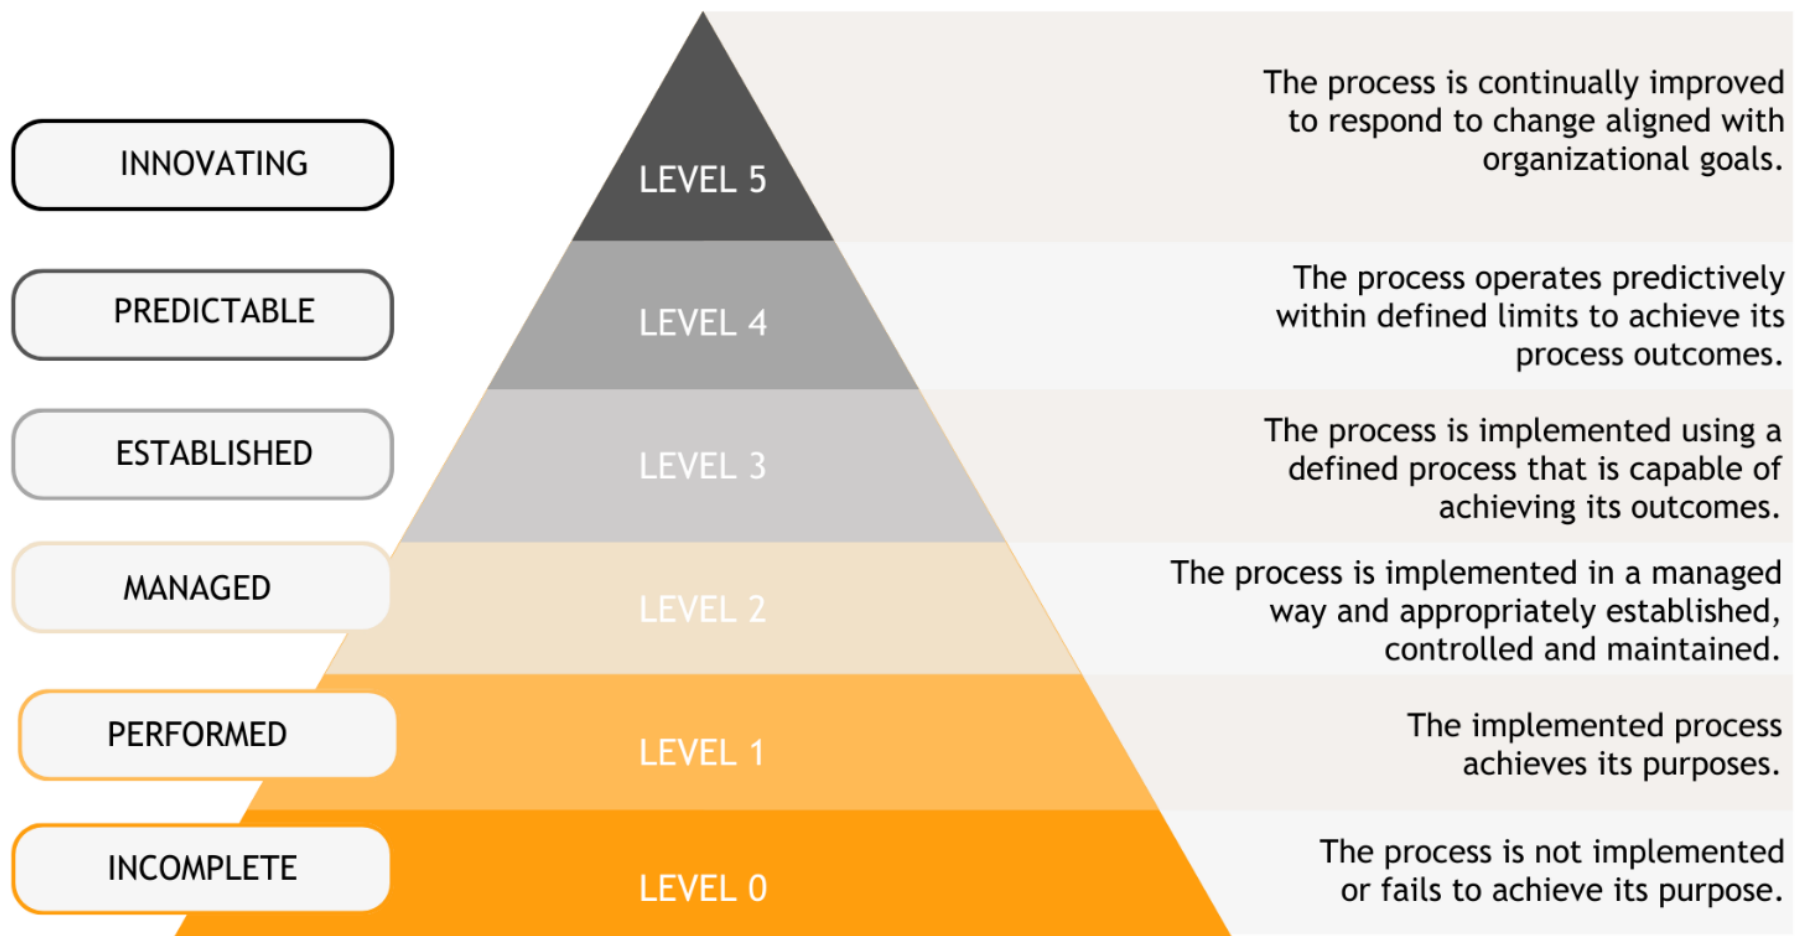 INNOVATING
LEVEL 5
The process is continually improved
to respond to change aligned with
organizational goals.
PREDICTABLE
LEVEL 4
The process operates predictively
within defined limits to achieve its
process outcomes.
ESTABLISHED
LEVEL 3
The process is implemented using a
defined process that is capable of
achieving its outcomes.
MANAGED
LEVEL 2
The process is implemented in a managed
way and appropriately established,
controlled and maintained.
PERFORMED
LEVEL 1
The implemented process
achieves its purposes.
INCOMPLETE
LEVEL 0
The process is not implemented
or fails to achieve its purpose.